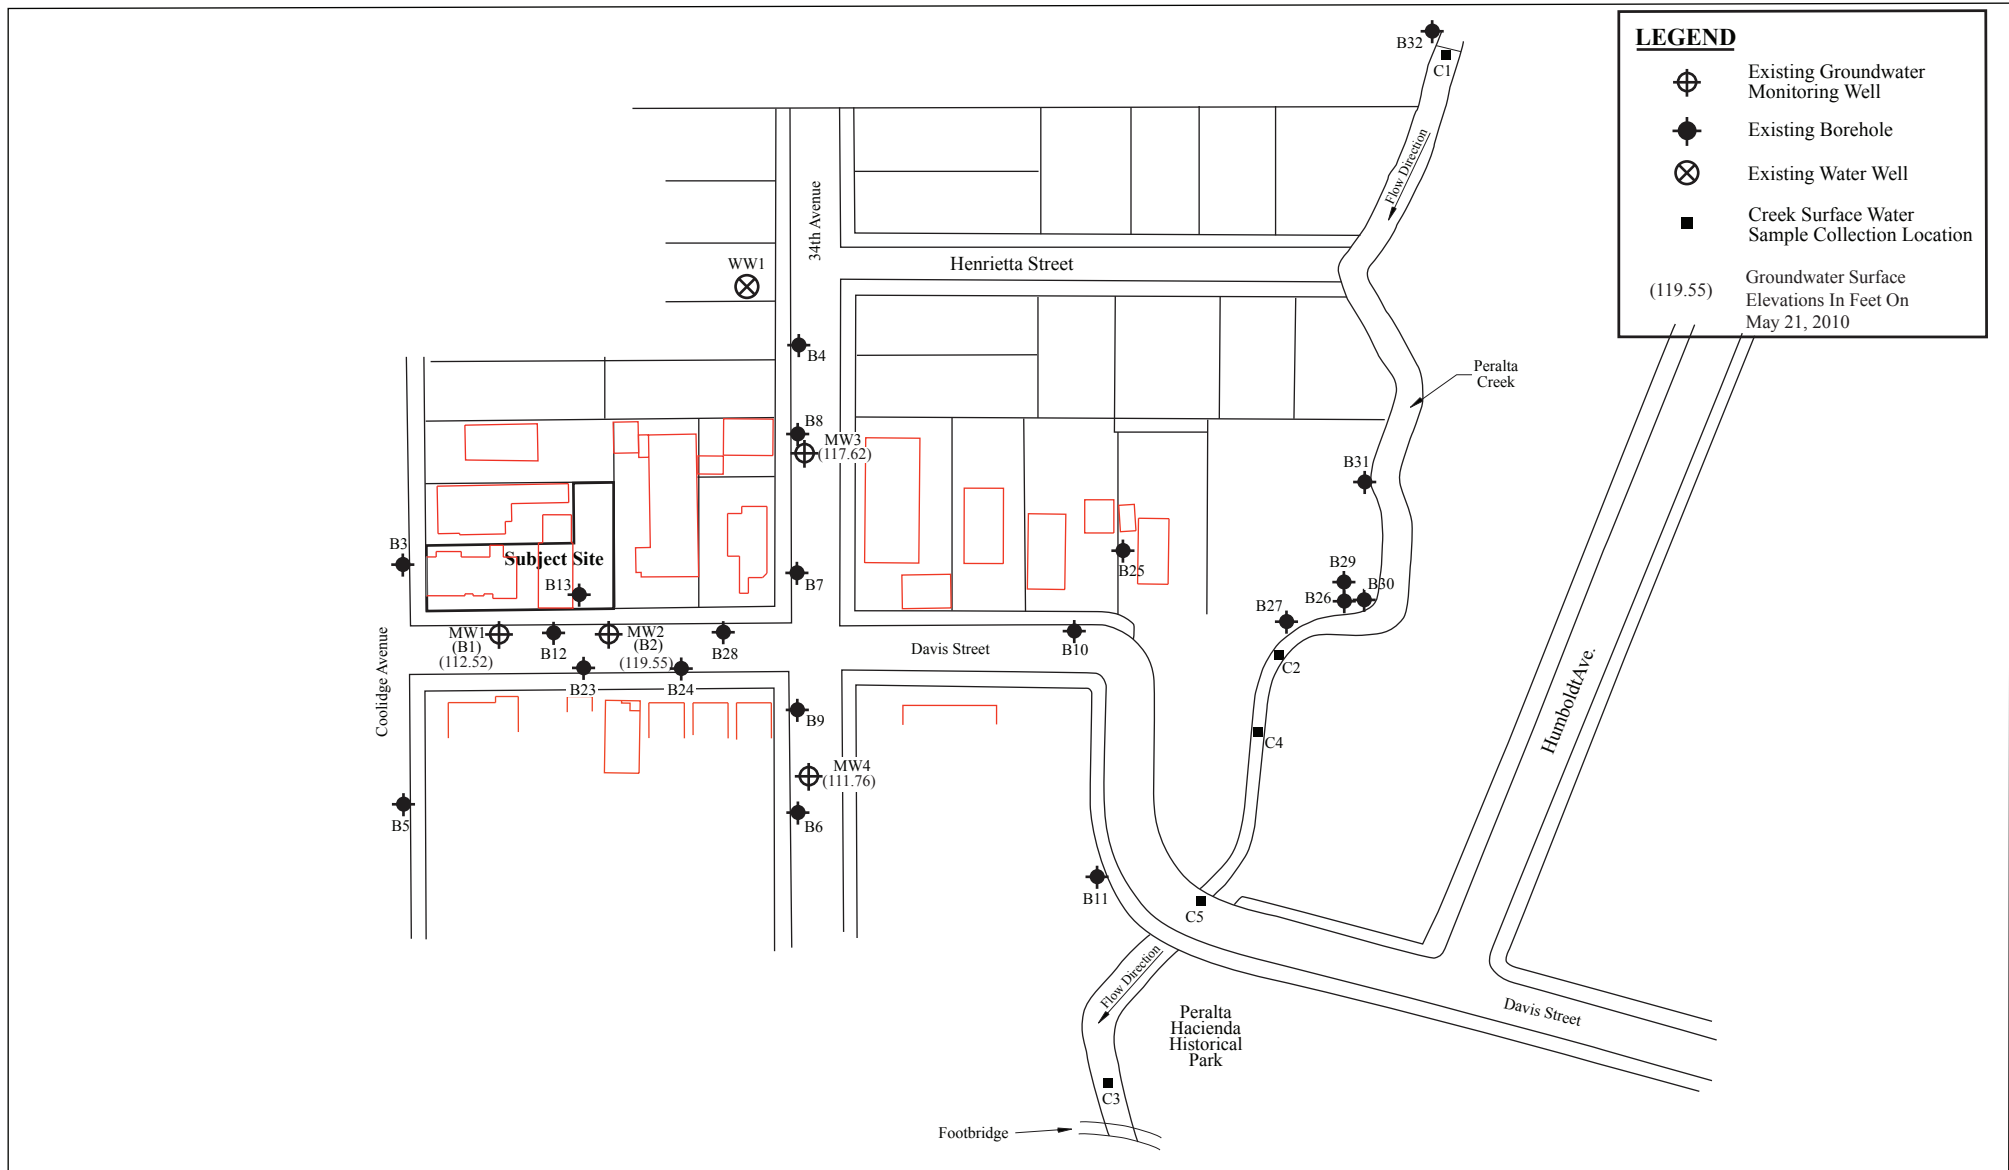 LEGEND
Existing Groundwater
Monitoring Well
Existing Borehole
Existing Water Well
Creek Surface Water
Sample Collection Location
(119.55)
Groundwater Surface
Elevations In Feet On
May 21, 2010
B32
C1
Flow Direction
34th Avenue
WW1
Henrietta Street
B4
Peralta
Creek
B8
MW3
(117.62)
B31
B3
Subject Site
B13
B7
B25
B29
B26
B30
B27
MW1
(B1)
(112.52)
B12
MW2
(B2)
(119.55)
B28
B10
Davis Street
C2
Coolidge Avenue
B23
B24
B9
C4
HumboldtAve.
MW4
(111.76)
B5
B6
B11
C5
Flow Direction
Davis Street
Peralta
Hacienda
Historical
Park
C3
Footbridge